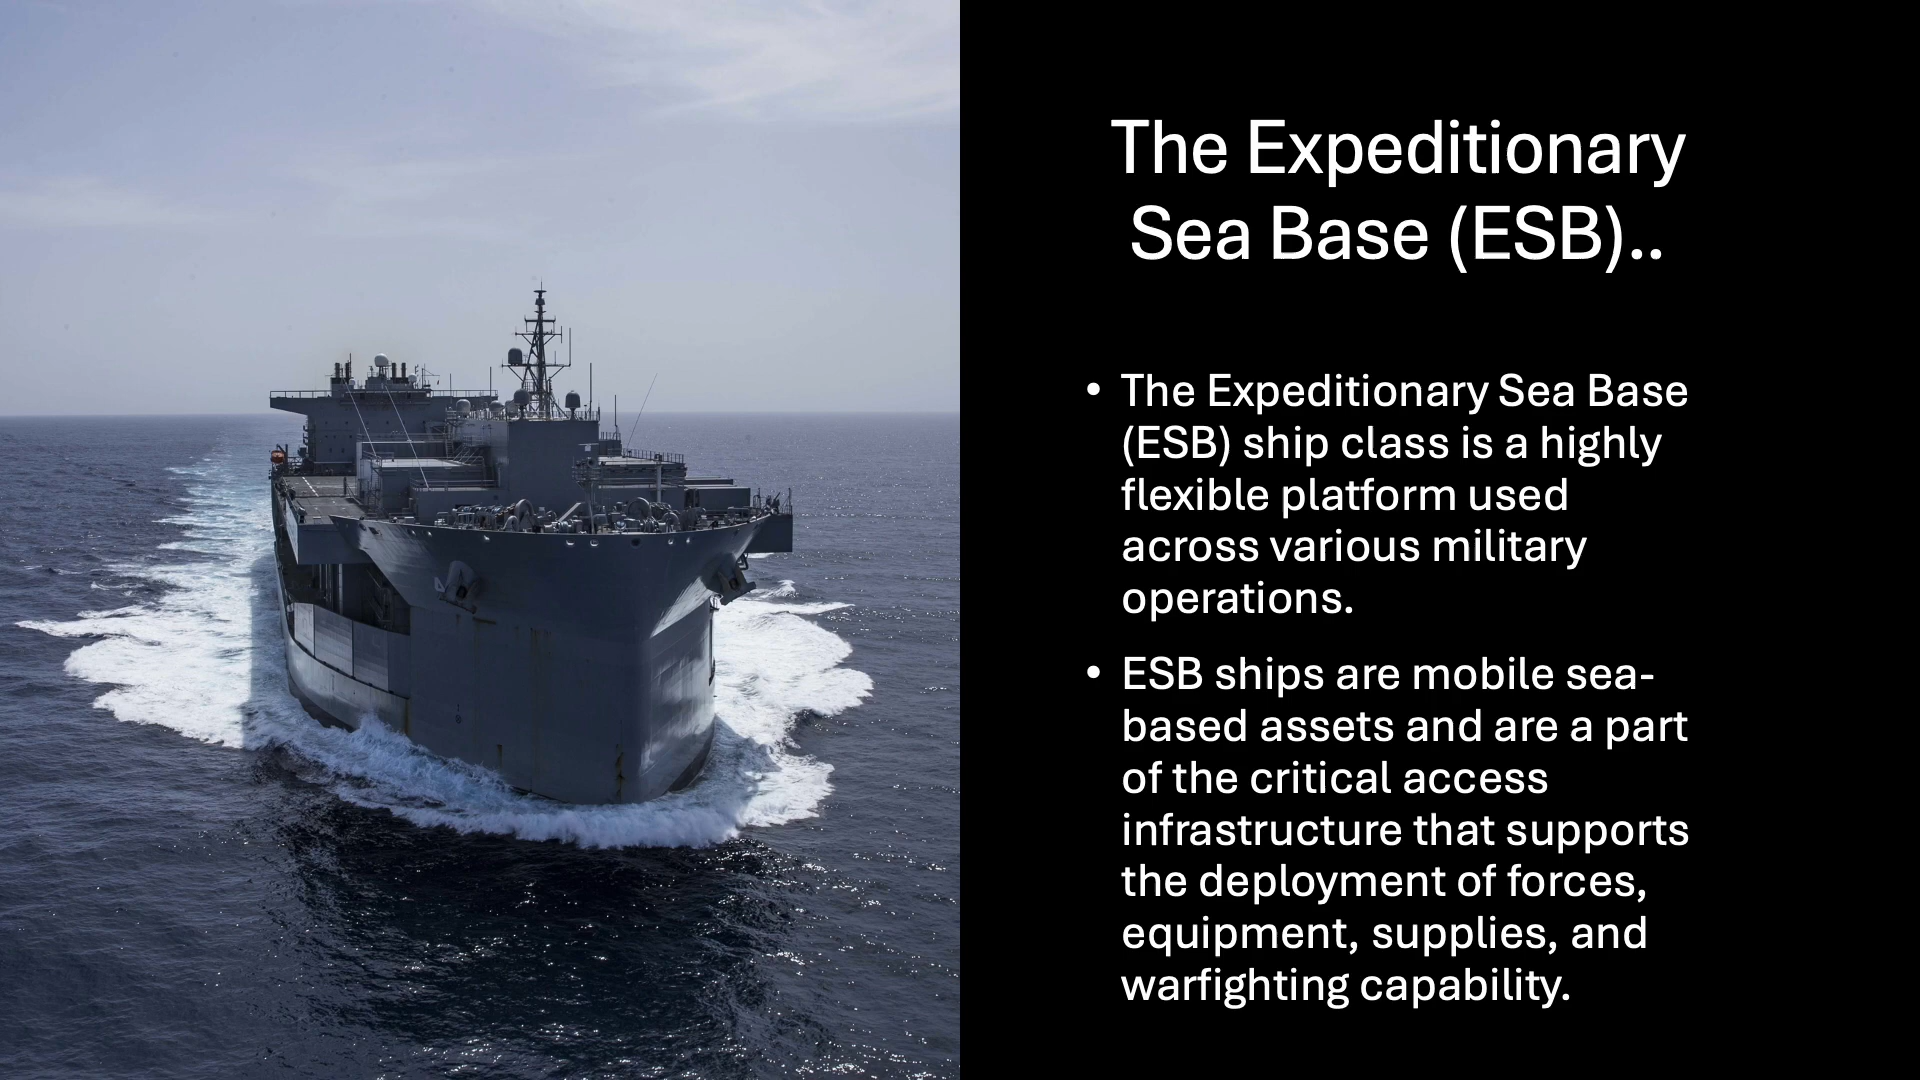 The Expeditionary
Sea Base (ESB)..
• The Expeditionary Sea Base
(ESB) ship class is a highly
flexible platform used
across various military
operations.
• ESB ships are mobile sea-
based assets and are a part
of the critical access
infrastructure that supports
the deployment of forces,
equipment, supplies, and
warfighting capability.